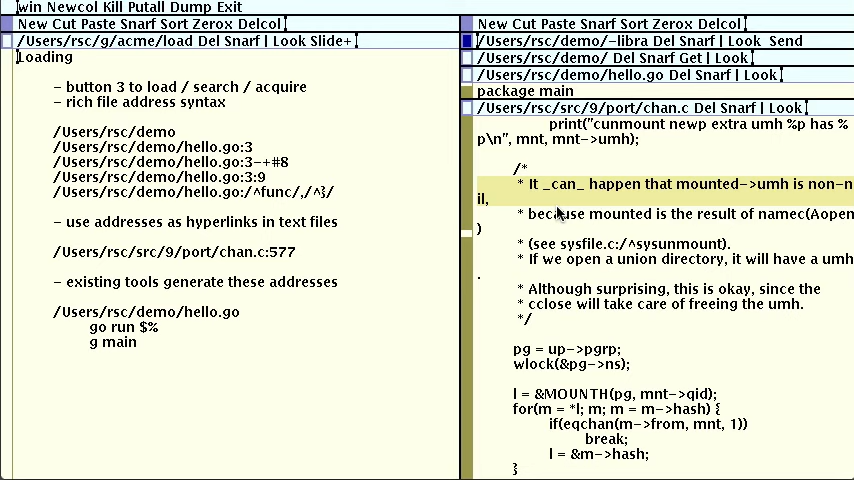 win Newcol Kill Putall Dump Exit
New Cut Paste Snarf Sort Zerox Delcol
/Users/rsc/g/acme/load Del Snarf | Look Slide+
Loading
– button 3 to load / search / acquire
– rich file address syntax
/Users/rsc/demo
/Users/rsc/demo/hello.go:3
/Users/rsc/demo/hello.go:3-+#8
/Users/rsc/demo/hello.go:3:9
/Users/rsc/demo/hello.go:/^func/,/^}/
– use addresses as hyperlinks in text files
/Users/rsc/src/9/port/chan.c:577
– existing tools generate these addresses
/Users/rsc/demo/hello.go
go run $%
g main
New Cut Paste Snarf Sort Zerox Delcol
/Users/rsc/demo/-libra Del Snarf | Look Send
/Users/rsc/demo/ Del Snarf Get | Look
/Users/rsc/demo/hello.go Del Snarf | Look
package main
/Users/rsc/src/9/port/chan.c Del Snarf | Look
print("cunmount newp extra umh %p has %
p\n", mnt, mnt->umh);
/*
* It _can_ happen that mounted->umh is non-n
il,
* because mounted is the result of namec(Aopen
)
* (see sysfile.c:/^sysunmount).
* If we open a union directory, it will have a umh
.
* Although surprising, this is okay, since the
* cclose will take care of freeing the umh.
*/
pg = up->pgrp;
wlock(&pg->ns);
l = &MOUNTH(pg, mnt->qid);
for(m = *l; m; m = m->hash) {
if(eqchan(m->from, mnt, 1))
break;
l = &m->hash;
}